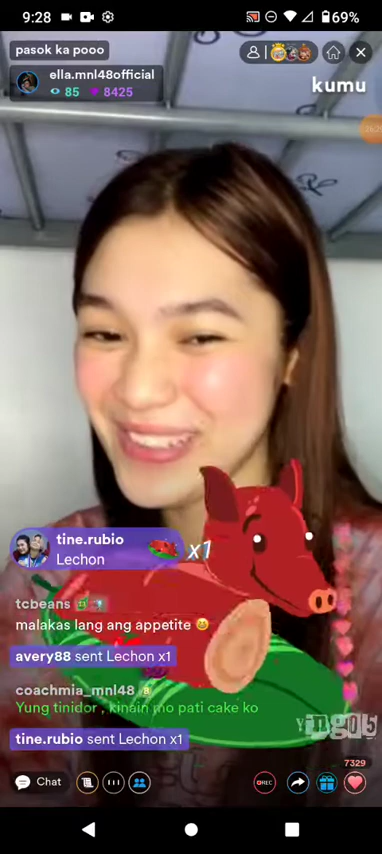 9:28
69%
pasok ka pooo
ella.mnl48official
85 8425
kumu
tine.rubio
Lechon
x1
tcbeans
malakas lang ang appetite 😄
avery88 sent Lechon x1
coachmia_mnl48
Yung tinidor , kinain mo pati cake ko
tine.rubio sent Lechon x1
7329
Chat
REC